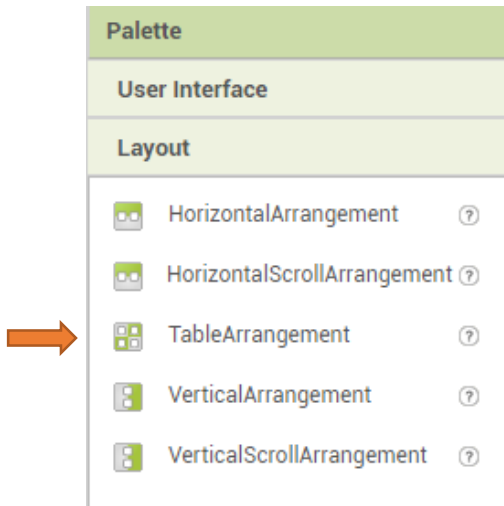 Palette
User Interface
Layout
HorizontalArrangement ?
HorizontalScrollArrangement ?
TableArrangement ?
VerticalArrangement ?
VerticalScrollArrangement ?